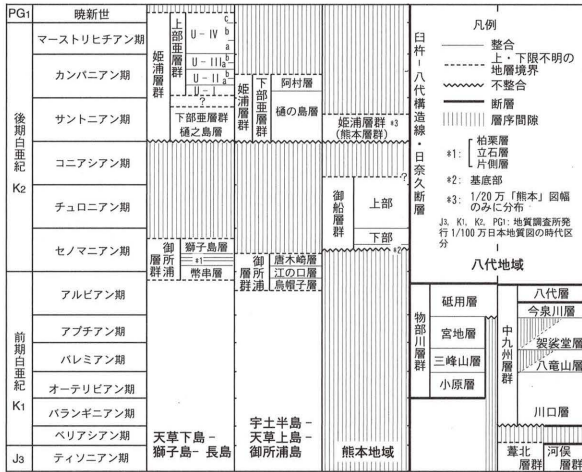 PG1
暁新世
後期白亜紀
K2
マーストリヒチアン期
カンパニアン期
サントニアン期
コニアシアン期
チュロニアン期
セノマニアン期
前期白亜紀
K1
アルビアン期
アプチアン期
バレミアン期
オーテリビアン期
バランギニアン期
ベリアシアン期
J3
ティソニアン期
姫浦層群
上部亜層群
U-IV
c
b
a
U-III
b
a
U-II
b
a
U-I
?
下部亜層群
樋之島層
御所浦層群
獅子島層
*1
幣串層
天草下島-
獅子島- 長島
姫浦層群
下部亜層群
阿村層
樋の島層
御所浦層群
唐木崎層
江の口層
烏帽子層
宇土半島-
天草上島-
御所浦島
姫浦層群 *3
(熊本層群)
御船層群
?
上部
下部
*2
熊本地域
臼杵-八代構造線・日奈久断層
凡例
整合
上・下限不明の
地層境界
不整合
断層
層序間隙
*1:
柏栗層
立石層
片側層
*2: 基底部
*3: 1/20万「熊本」図幅
のみに分布
J3, K1, K2, PG1: 地質調査所発
行 1/100万日本地質図の時代区
分
八代地域
物部川層群
砥用層
宮地層
三峰山層
小原層
中九州層群
八代層
今泉川層
袈裟堂層
八竜山層
川口層
葦北層群
河俣層群